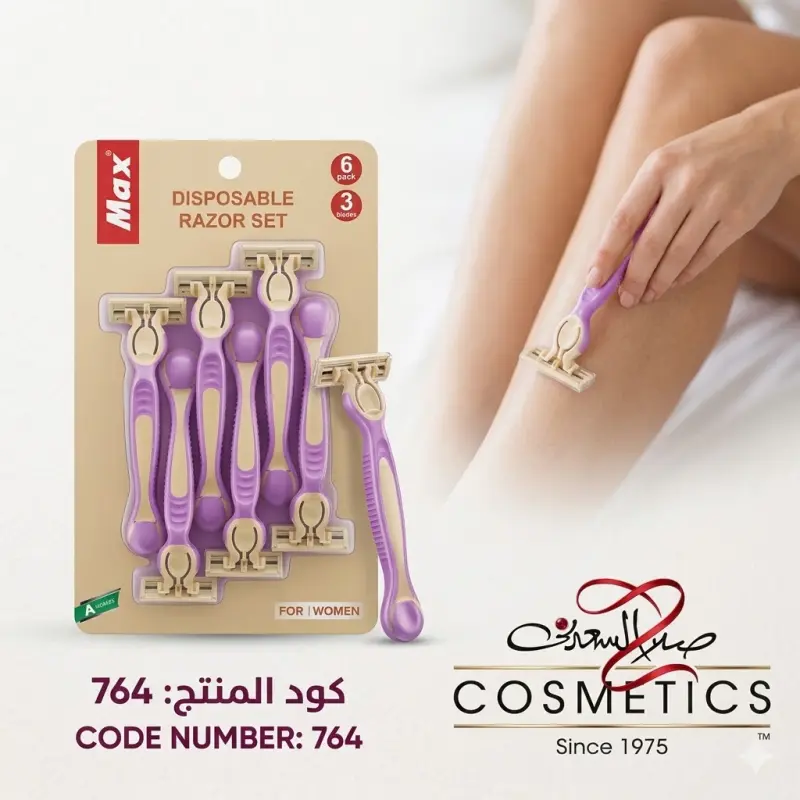 Max®
6
pack
3
blades
DISPOSABLE
RAZOR SET
FOR | WOMEN
كود المنتج: 764
CODE NUMBER: 764
COSMETICS
TM
Since 1975